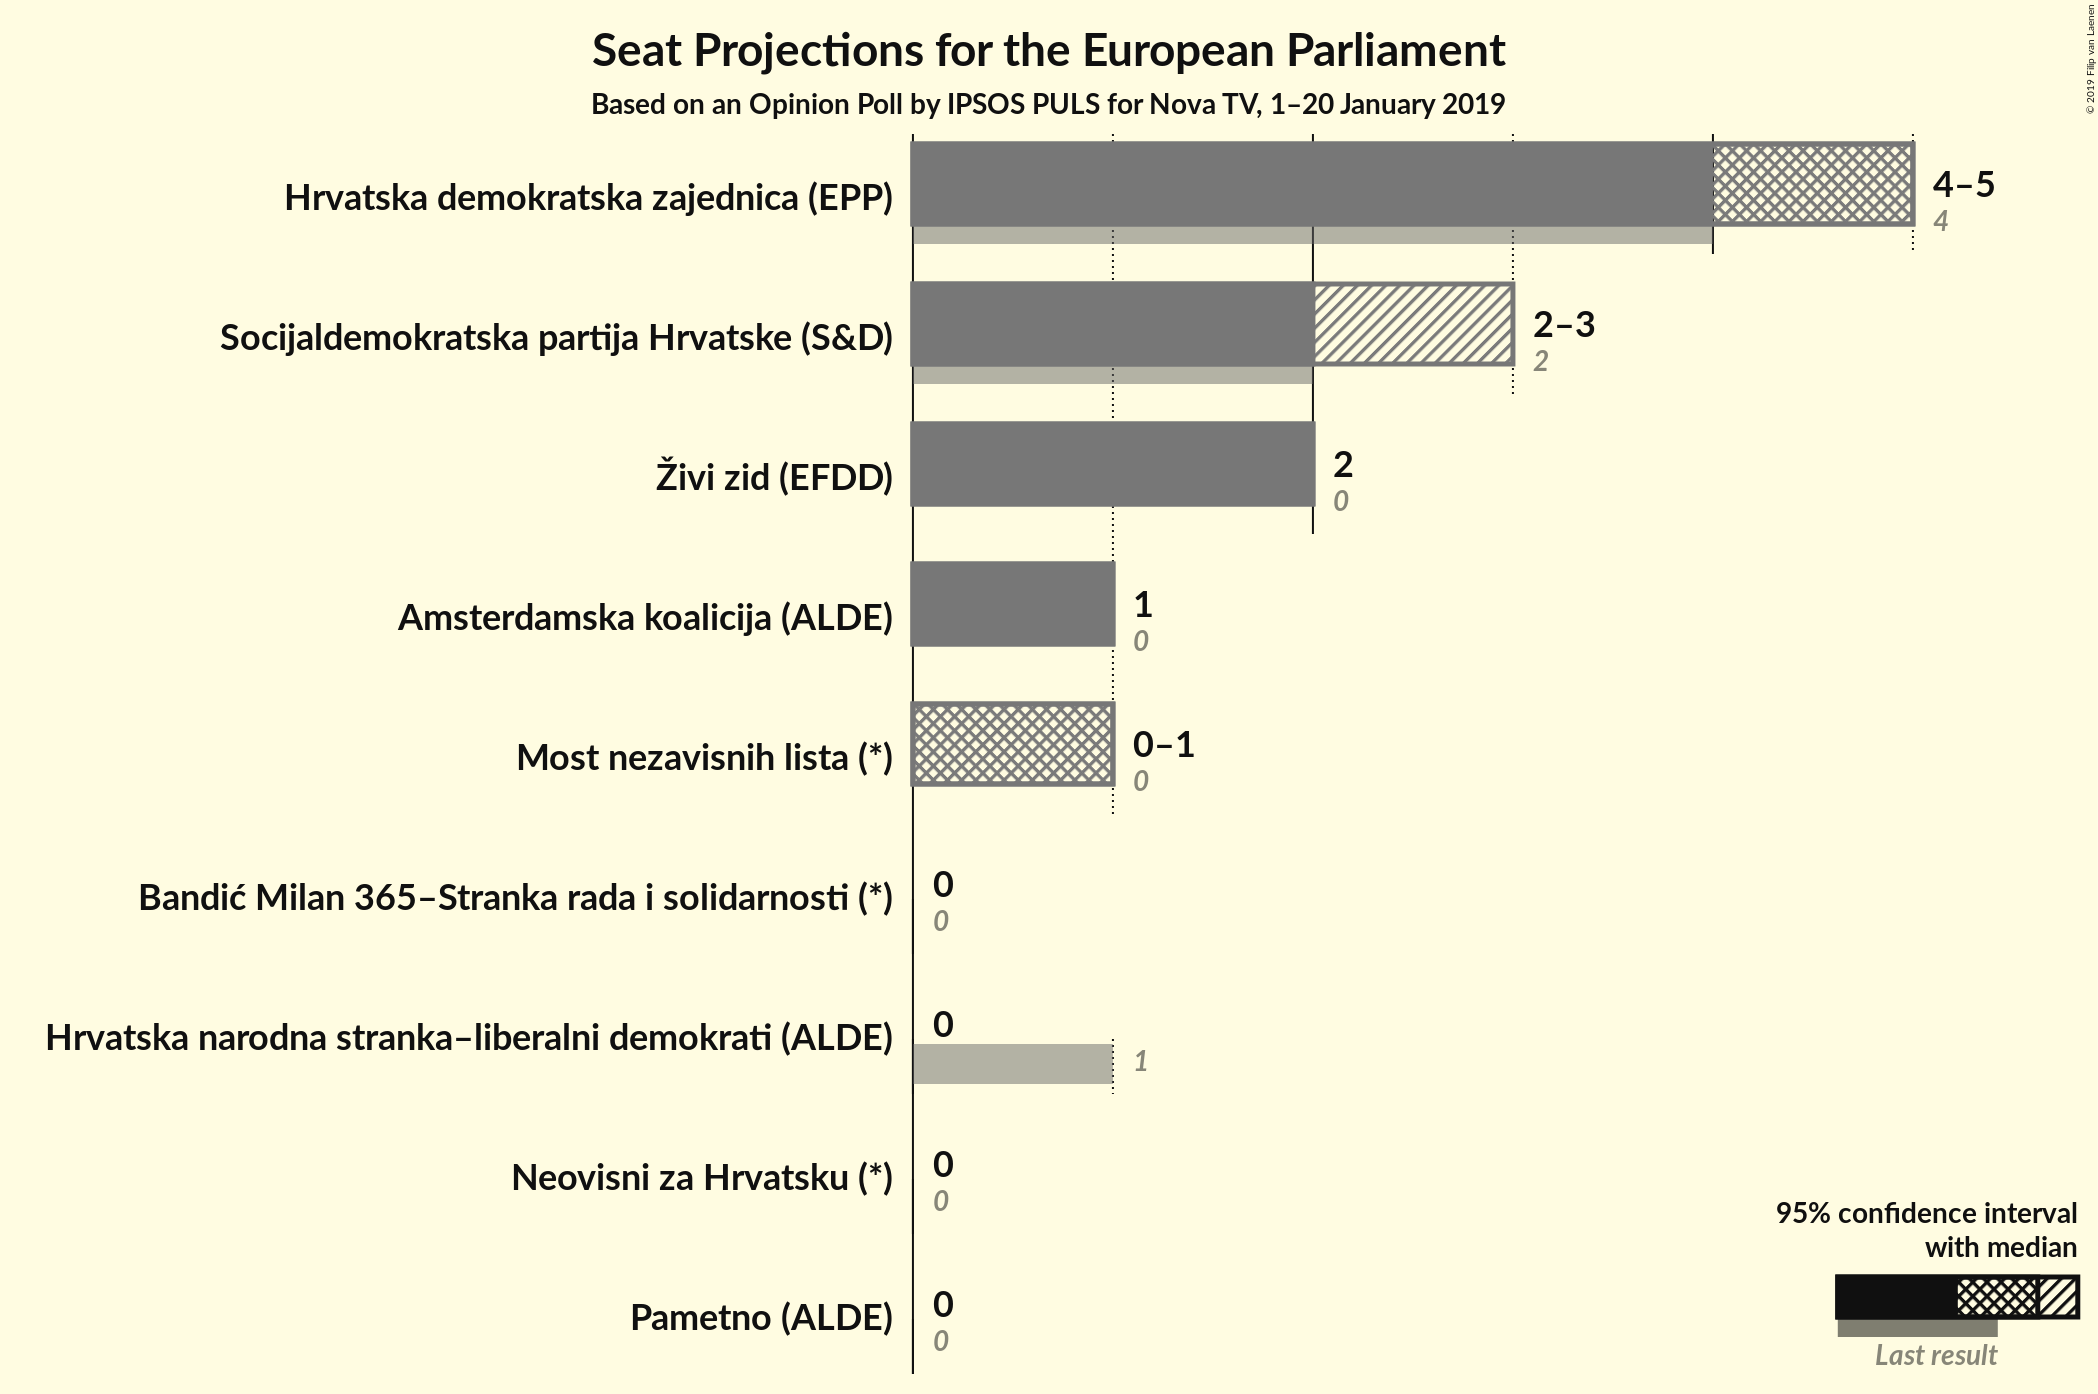 Seat Projections for the European Parliament
Based on an Opinion Poll by IPSOS PULS for Nova TV, 1–20 January 2019
© 2019 Filip van Laenen
Hrvatska demokratska zajednica (EPP)
4–5
4
Socijaldemokratska partija Hrvatske (S&D)
2–3
2
Živi zid (EFDD)
2
0
Amsterdamska koalicija (ALDE)
1
0
Most nezavisnih lista (*)
0–1
0
Bandić Milan 365–Stranka rada i solidarnosti (*)
0
0
Hrvatska narodna stranka–liberalni demokrati (ALDE)
0
1
Neovisni za Hrvatsku (*)
0
0
Pametno (ALDE)
0
0
95% confidence interval
with median
Last result